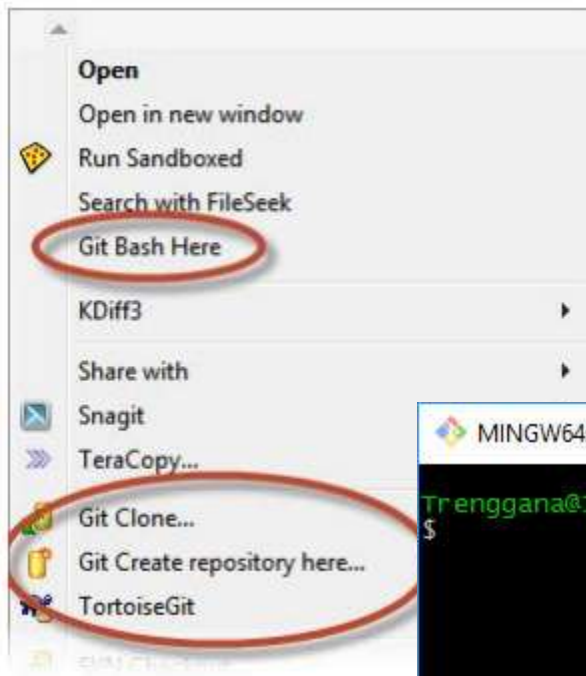 Open
Open in new window
Run Sandboxed
Search with FileSeek
Git Bash Here
KDiff3
Share with
Snagit
TeraCopy...
Git Clone...
Git Create repository here...
TortoiseGit
MINGW64
Trenggana@
$